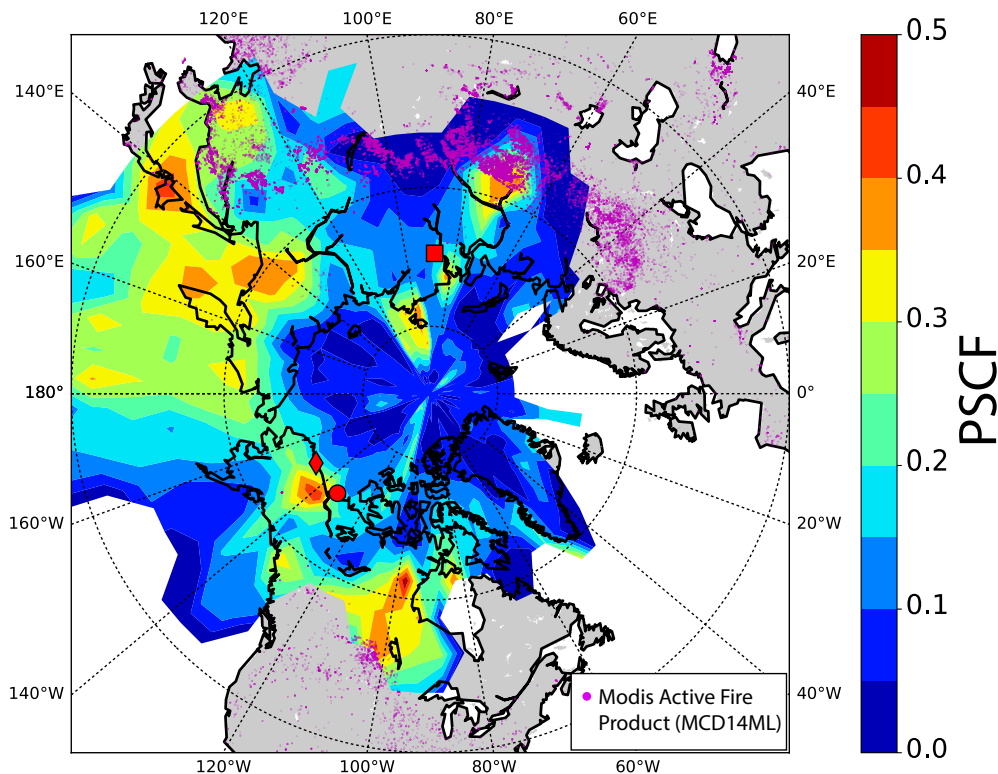 120°E 100°E 80°E 60°E
0.5
140°E 40°E
0.4
160°E 20°E
0.3
180° 0°
PSCF
0.2
160°W 20°W
0.1
Modis Active Fire
Product (MCD14ML)
140°W 40°W
0.0
120°W 100°W 80°W 60°W